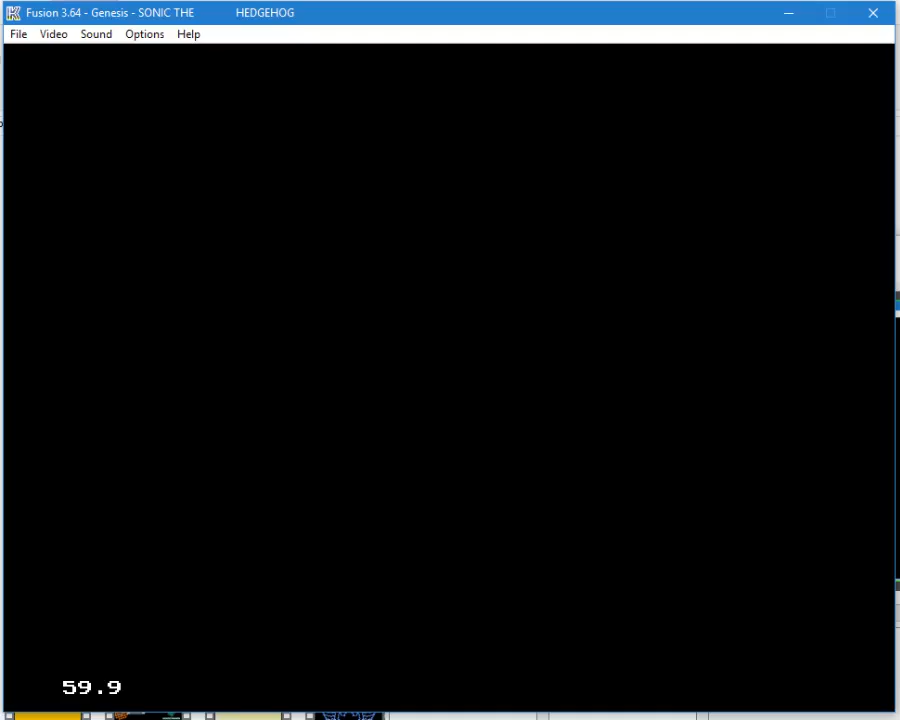 Fusion 3.64 - Genesis - SONIC THE HEDGEHOG
File Video Sound Options Help
59.9